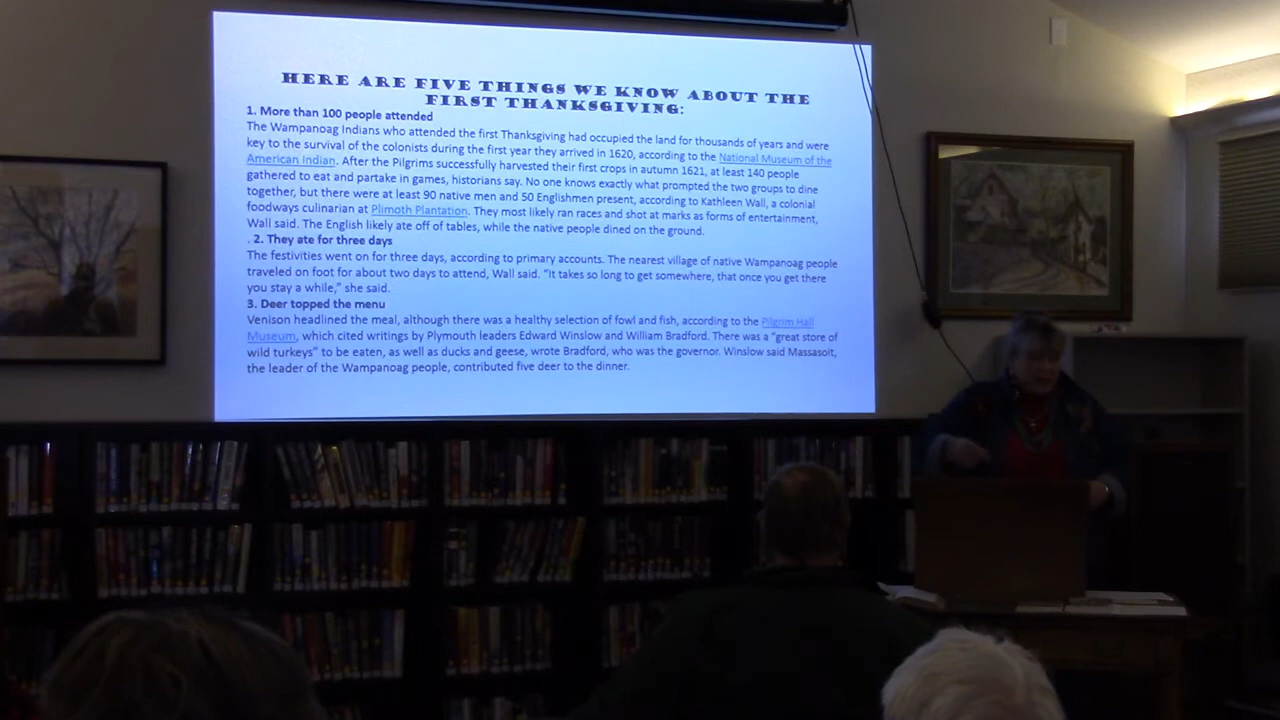 HERE ARE FIVE THINGS WE KNOW ABOUT THE
FIRST THANKSGIVING:
1. More than 100 people attended
The Wampanoag Indians who attended the first Thanksgiving had occupied the land for thousands of years and were
key to the survival of the colonists during the first year they arrived in 1620, according to the National Museum of the
American Indian. After the Pilgrims successfully harvested their first crops in autumn 1621, at least 140 people
gathered to eat and partake in games, historians say. No one knows exactly what prompted the two groups to dine
together, but there were at least 90 native men and 50 Englishmen present, according to Kathleen Wall, a colonial
foodways culinarian at Plimoth Plantation. They most likely ran races and shot at marks as forms of entertainment,
Wall said. The English likely ate off of tables, while the native people dined on the ground.
. 2. They ate for three days
The festivities went on for three days, according to primary accounts. The nearest village of native Wampanoag people
traveled on foot for about two days to attend, Wall said. "It takes so long to get somewhere, that once you get there
you stay a while," she said.
3. Deer topped the menu
Venison headlined the meal, although there was a healthy selection of fowl and fish, according to the Pilgrim Hall
Museum, which cited writings by Plymouth leaders Edward Winslow and William Bradford. There was a "great store of
wild turkeys" to be eaten, as well as ducks and geese, wrote Bradford, who was the governor. Winslow said Massasoit,
the leader of the Wampanoag people, contributed five deer to the dinner.